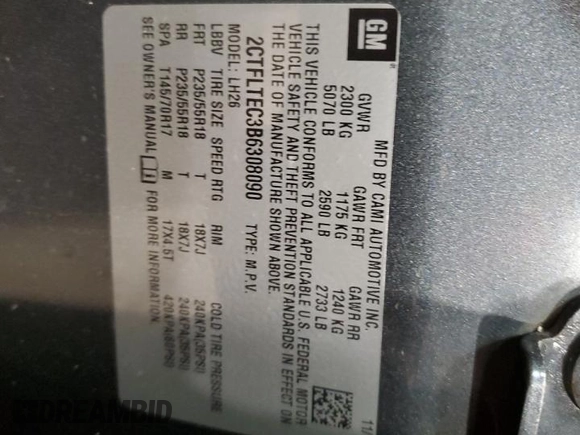 GM
MFD BY CAMI AUTOMOTIVE INC.
GVWR GAWR FRT GAWR RR
2300 KG 1175 KG 1240 KG
5070 LB 2590 LB 2733 LB
THIS VEHICLE CONFORMS TO ALL APPLICABLE U.S. FEDERAL MOTOR
VEHICLE SAFETY AND THEFT PREVENTION STANDARDS IN EFFECT ON
THE DATE OF MANUFACTURE SHOWN ABOVE.
2CTFLTEC3B6308090 TYPE: M.P.V.
MODEL: LH26
LBBV TIRE SIZE SPEED RTG RIM COLD TIRE PRESSURE
FRT P235/55R18 T 18X7J 240KPA(35PSI)
RR P235/55R18 T 18X7J 240KPA(35PSI)
SPA T145/70R17 M 17X4.5T 420KPA(60PSI)
SEE OWNER'S MANUAL FOR MORE INFORMATION.
DREAMBID